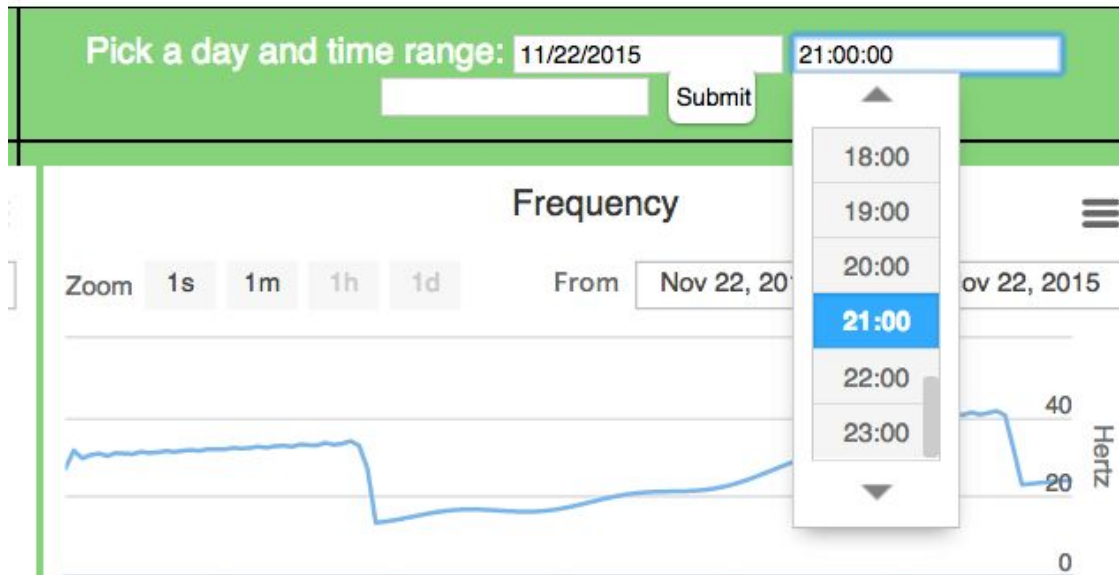 Pick a day and time range: 11/22/2015 21:00:00
Submit
18:00
19:00
20:00
21:00
22:00
23:00
Frequency
Zoom 1s 1m 1h 1d From Nov 22, 20 ov 22, 2015
40
20
0
Hertz